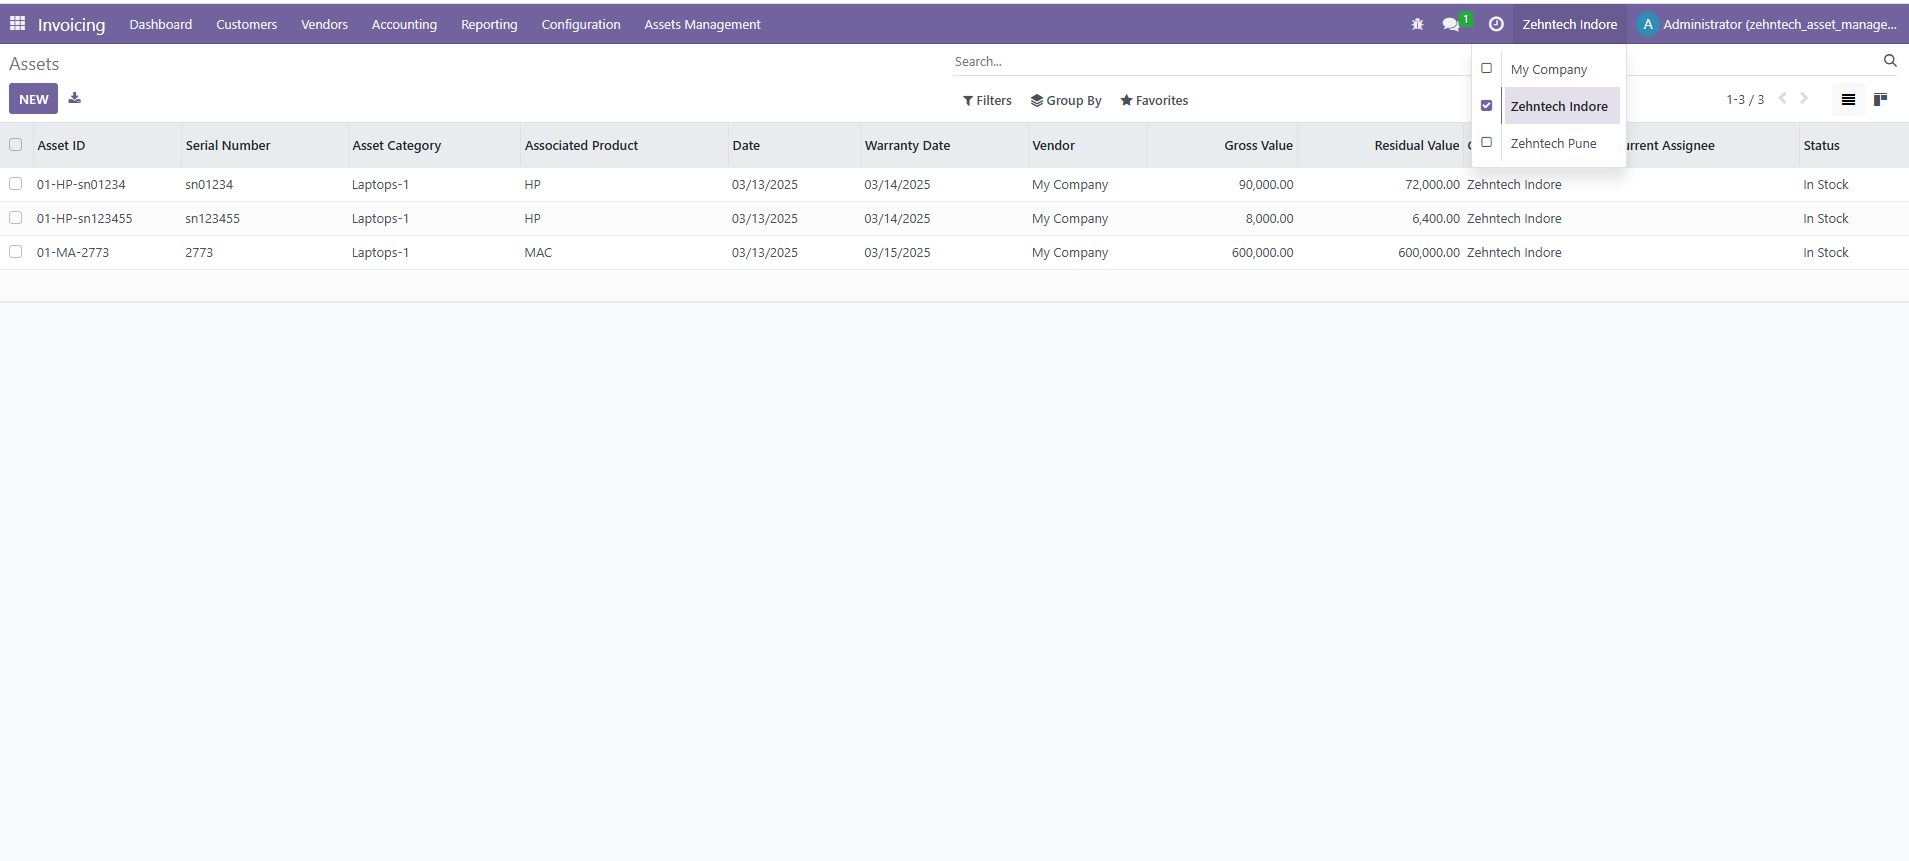 Invoicing Dashboard Customers Vendors Accounting Reporting Configuration Assets Management 1 Zehntech Indore A Administrator (zehntech_asset_manage...
Assets Search...
My Company
NEW Filters Group By Favorites 1-3 / 3
Zehntech Indore
Zehntech Pune
Asset ID Serial Number Asset Category Associated Product Date Warranty Date Vendor Gross Value Residual Value urrent Assignee Status
01-HP-sn01234 sn01234 Laptops-1 HP 03/13/2025 03/14/2025 My Company 90,000.00 72,000.00 Zehntech Indore In Stock
01-HP-sn123455 sn123455 Laptops-1 HP 03/13/2025 03/14/2025 My Company 8,000.00 6,400.00 Zehntech Indore In Stock
01-MA-2773 2773 Laptops-1 MAC 03/13/2025 03/15/2025 My Company 600,000.00 600,000.00 Zehntech Indore In Stock